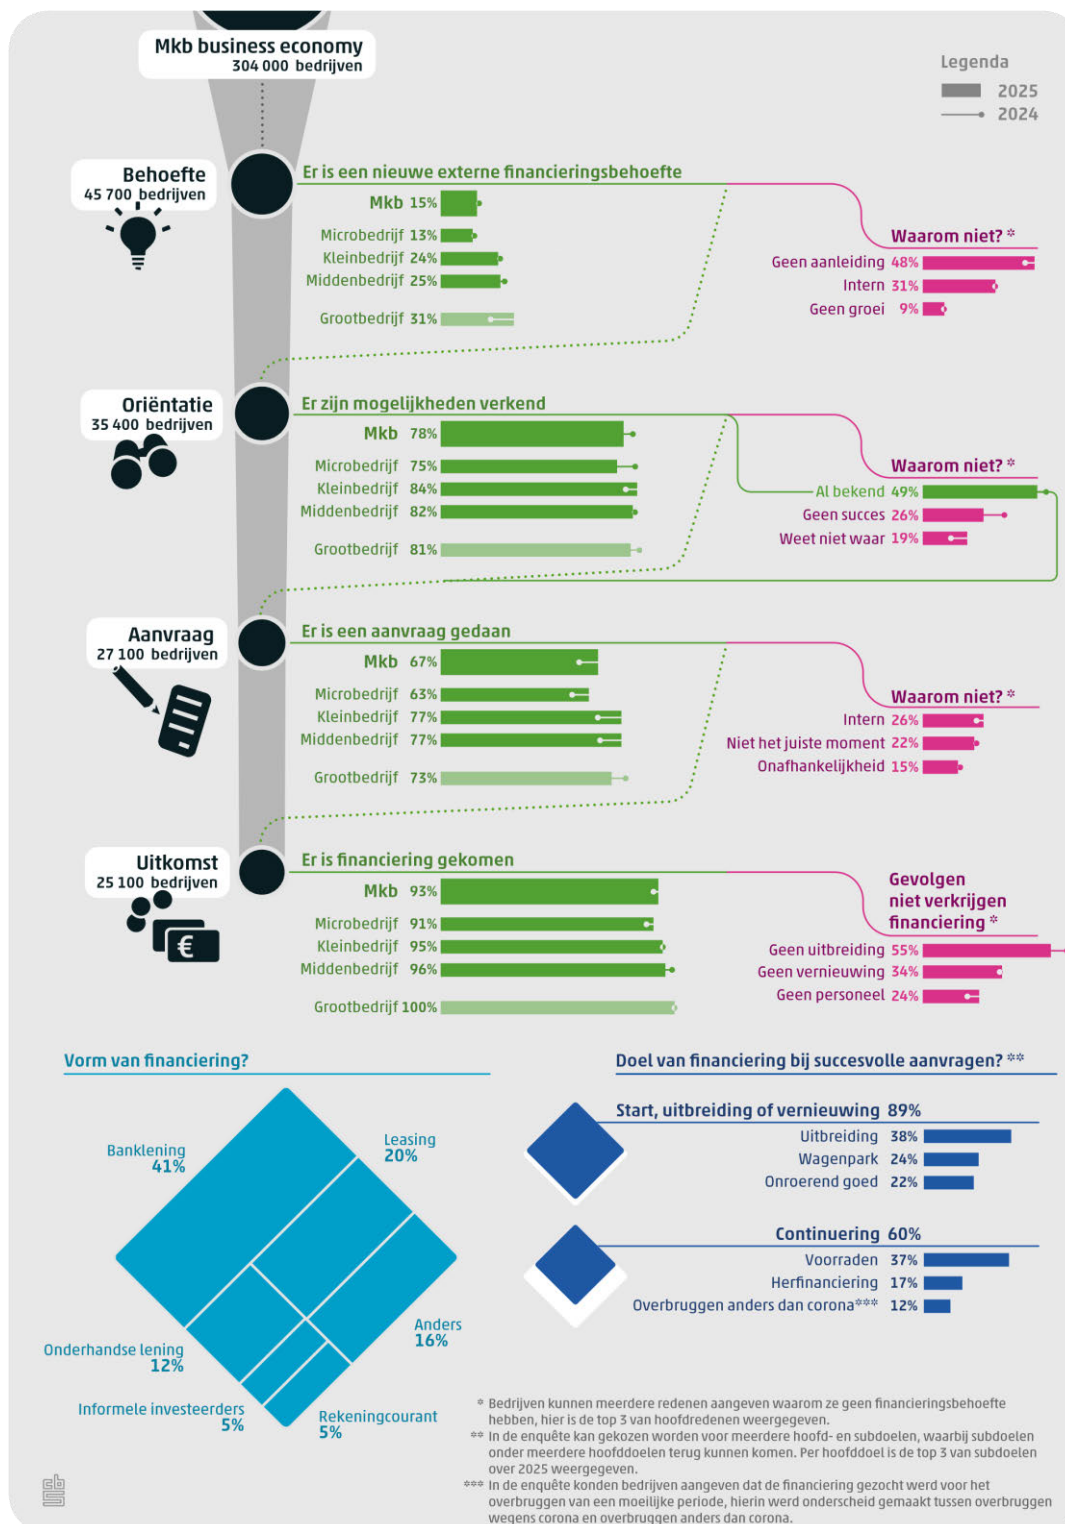 Mkb business economy
304 000 bedrijven
Legenda
2025
2024
Behoefte
45 700 bedrijven
Er is een nieuwe externe financieringsbehoefte
Mkb 15%
Microbedrijf 13%
Kleinbedrijf 24%
Middenbedrijf 25%
Grootbedrijf 31%
Waarom niet? *
Geen aanleiding 48%
Intern 31%
Geen groei 9%
Oriëntatie
35 400 bedrijven
Er zijn mogelijkheden verkend
Mkb 78%
Microbedrijf 75%
Kleinbedrijf 84%
Middenbedrijf 82%
Grootbedrijf 81%
Waarom niet? *
Al bekend 49%
Geen succes 26%
Weet niet waar 19%
Aanvraag
27 100 bedrijven
Er is een aanvraag gedaan
Mkb 67%
Microbedrijf 63%
Kleinbedrijf 77%
Middenbedrijf 77%
Grootbedrijf 73%
Waarom niet? *
Intern 26%
Niet het juiste moment 22%
Onafhankelijkheid 15%
Uitkomst
25 100 bedrijven
€
Er is financiering gekomen
Mkb 93%
Microbedrijf 91%
Kleinbedrijf 95%
Middenbedrijf 96%
Grootbedrijf 100%
Gevolgen
niet verkrijgen
financiering *
Geen uitbreiding 55%
Geen vernieuwing 34%
Geen personeel 24%
Vorm van financiering?
Banklening
41%
Leasing
20%
Anders
16%
Onderhandse lening
12%
Informele investeerders
5%
Rekeningcourant
5%
Doel van financiering bij succesvolle aanvragen? **
Start, uitbreiding of vernieuwing 89%
Uitbreiding 38%
Wagenpark 24%
Onroerend goed 22%
Continuering 60%
Voorraden 37%
Herfinanciering 17%
Overbruggen anders dan corona*** 12%
* Bedrijven kunnen meerdere redenen aangeven waarom ze geen financieringsbehoefte
hebben, hier is de top 3 van hoofdredenen weergegeven.
** In de enquête kan gekozen worden voor meerdere hoofd- en subdoelen, waarbij subdoelen
onder meerdere hoofddoelen terug kunnen komen. Per hoofddoel is de top 3 van subdoelen
over 2025 weergegeven.
*** In de enquête konden bedrijven aangeven dat de financiering gezocht werd voor het
overbruggen van een moeilijke periode, hierin werd onderscheid gemaakt tussen overbruggen
wegens corona en overbruggen anders dan corona.
cbs